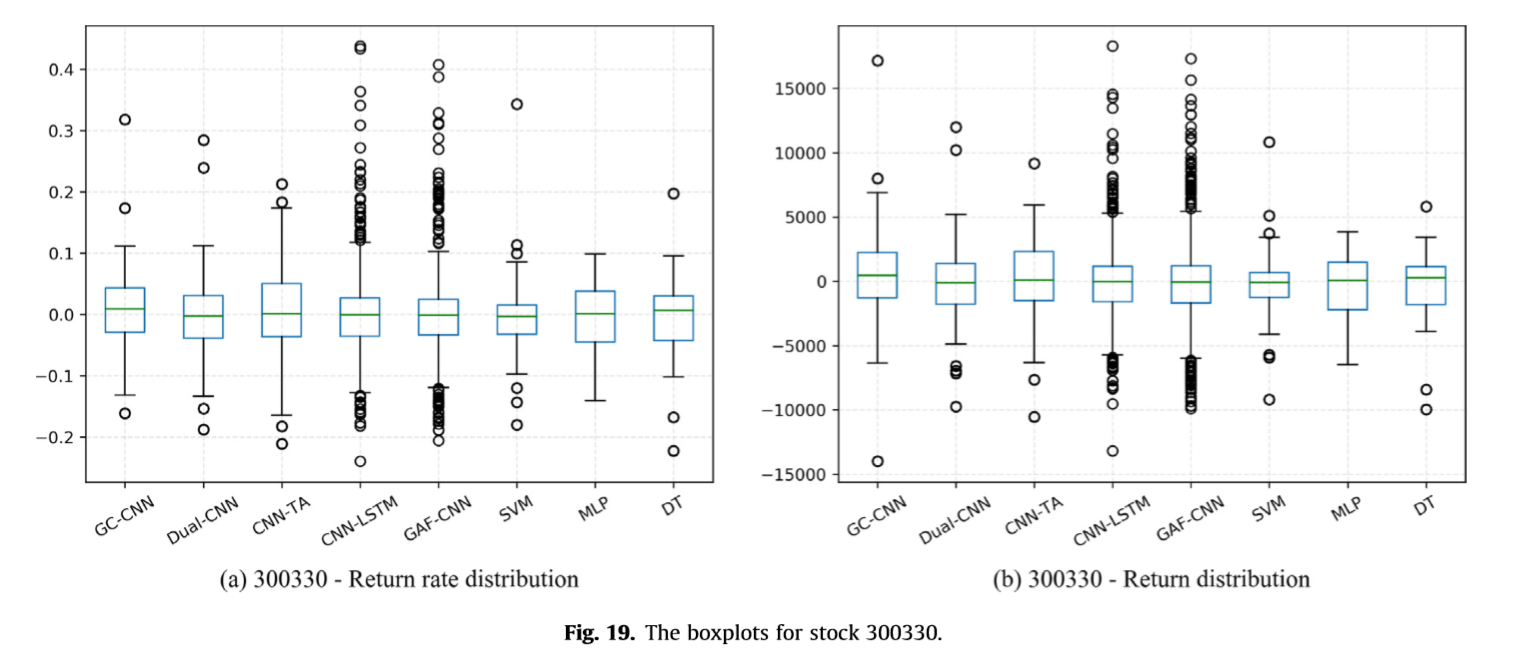 0.4
0.3
0.2
0.1
0.0
−0.1
−0.2
GC-CNN
Dual-CNN
CNN-TA
CNN-LSTM
GAF-CNN
SVM
MLP
DT
(a) 300330 - Return rate distribution
15000
10000
5000
0
−5000
−10000
−15000
GC-CNN
Dual-CNN
CNN-TA
CNN-LSTM
GAF-CNN
SVM
MLP
DT
(b) 300330 - Return distribution
Fig. 19. The boxplots for stock 300330.